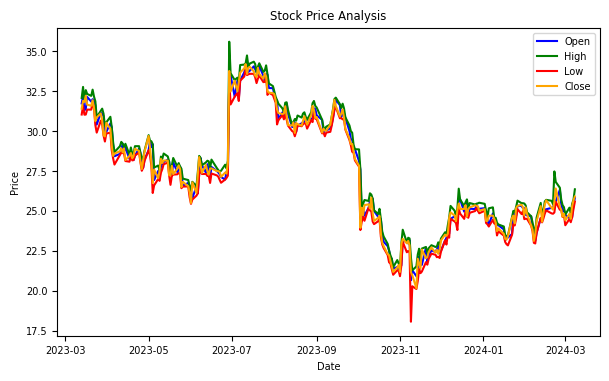 Stock Price Analysis
Open
High
Low
Close
35.0
32.5
30.0
27.5
25.0
22.5
20.0
17.5
Price
2023-03
2023-05
2023-07
2023-09
2023-11
2024-01
2024-03
Date